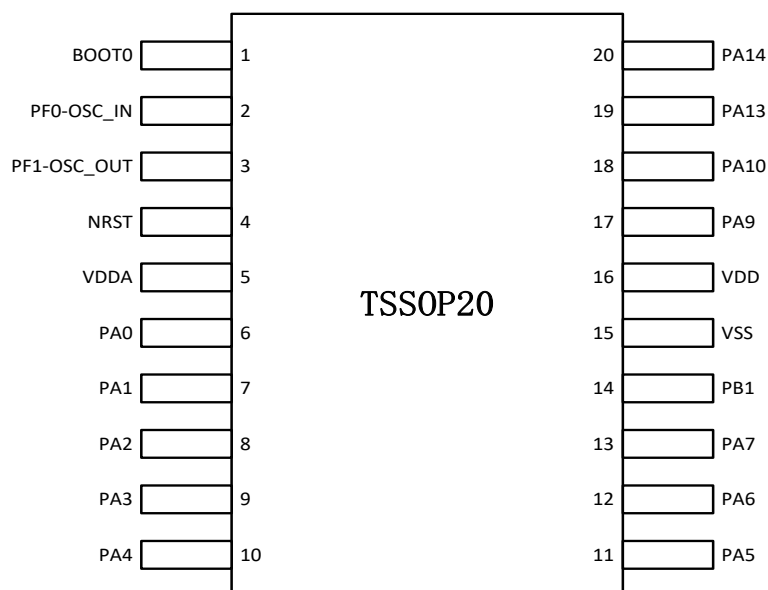 BOOT0 1 20 PA14
PF0-OSC_IN 2 19 PA13
PF1-OSC_OUT 3 18 PA10
NRST 4 17 PA9
VDDA 5 16 VDD
TSSOP20
PA0 6 15 VSS
PA1 7 14 PB1
PA2 8 13 PA7
PA3 9 12 PA6
PA4 10 11 PA5